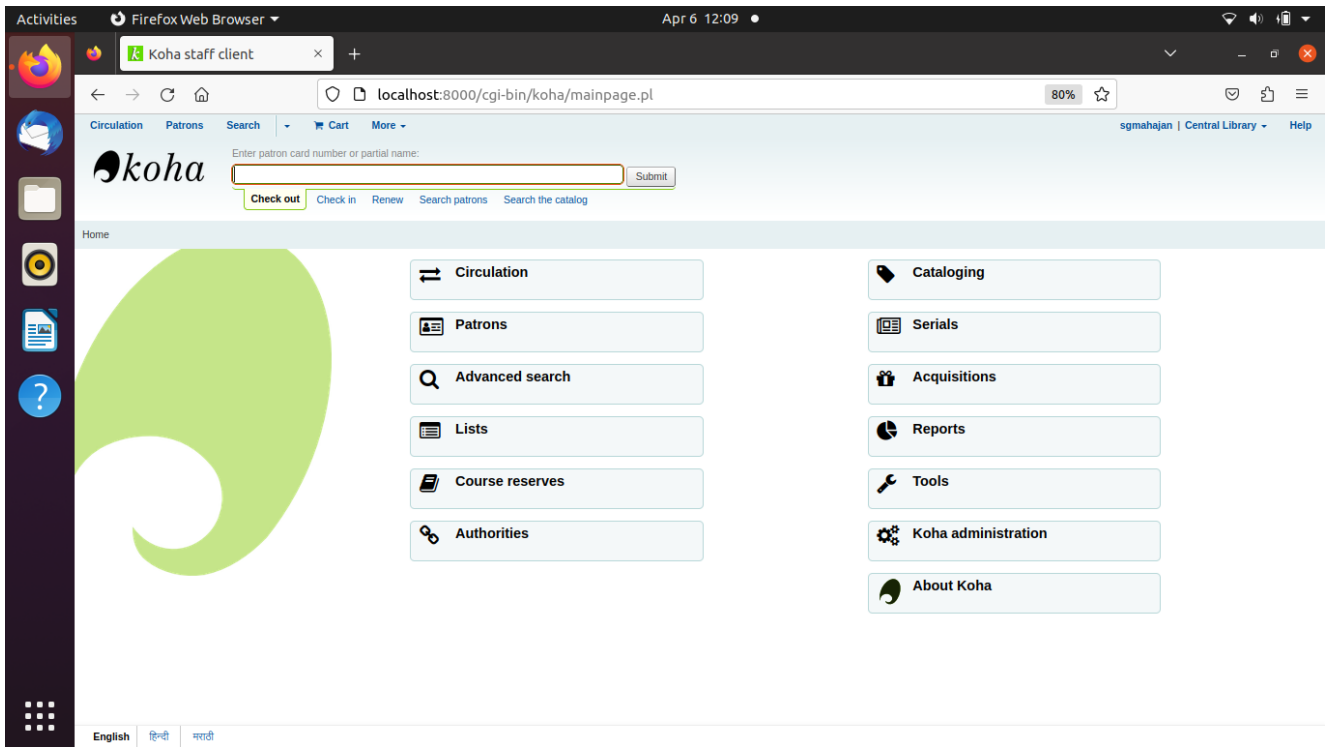 Activities Firefox Web Browser Apr 6 12:09
Koha staff client
localhost:8000/cgi-bin/koha/mainpage.pl 80%
Circulation Patrons Search Cart More sgmahajan | Central Library Help
koha
Enter patron card number or partial name:
Submit
Check out Check in Renew Search patrons Search the catalog
Home
Circulation Cataloging
Patrons Serials
Advanced search Acquisitions
Lists Reports
Course reserves Tools
Authorities Koha administration
About Koha
English हिन्दी मराठी